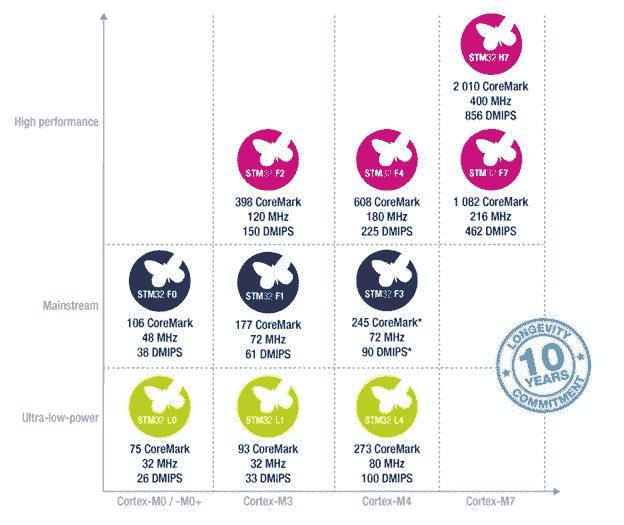 STM32 H7
2 010 CoreMark
400 MHz
856 DMIPS
High performance
STM32 F2
398 CoreMark
120 MHz
150 DMIPS
STM32 F4
608 CoreMark
180 MHz
225 DMIPS
STM32 F7
1 082 CoreMark
216 MHz
462 DMIPS
Mainstream
STM32 F0
106 CoreMark
48 MHz
38 DMIPS
STM32 F1
177 CoreMark
72 MHz
61 DMIPS
STM32 F3
245 CoreMark*
72 MHz
90 DMIPS*
LONGEVITY
10
YEARS
COMMITMENT
Ultra-low-power
STM32 L0
75 CoreMark
32 MHz
26 DMIPS
STM32 L1
93 CoreMark
32 MHz
33 DMIPS
STM32 L4
273 CoreMark
80 MHz
100 DMIPS
Cortex-M0 / -M0+
Cortex-M3
Cortex-M4
Cortex-M7